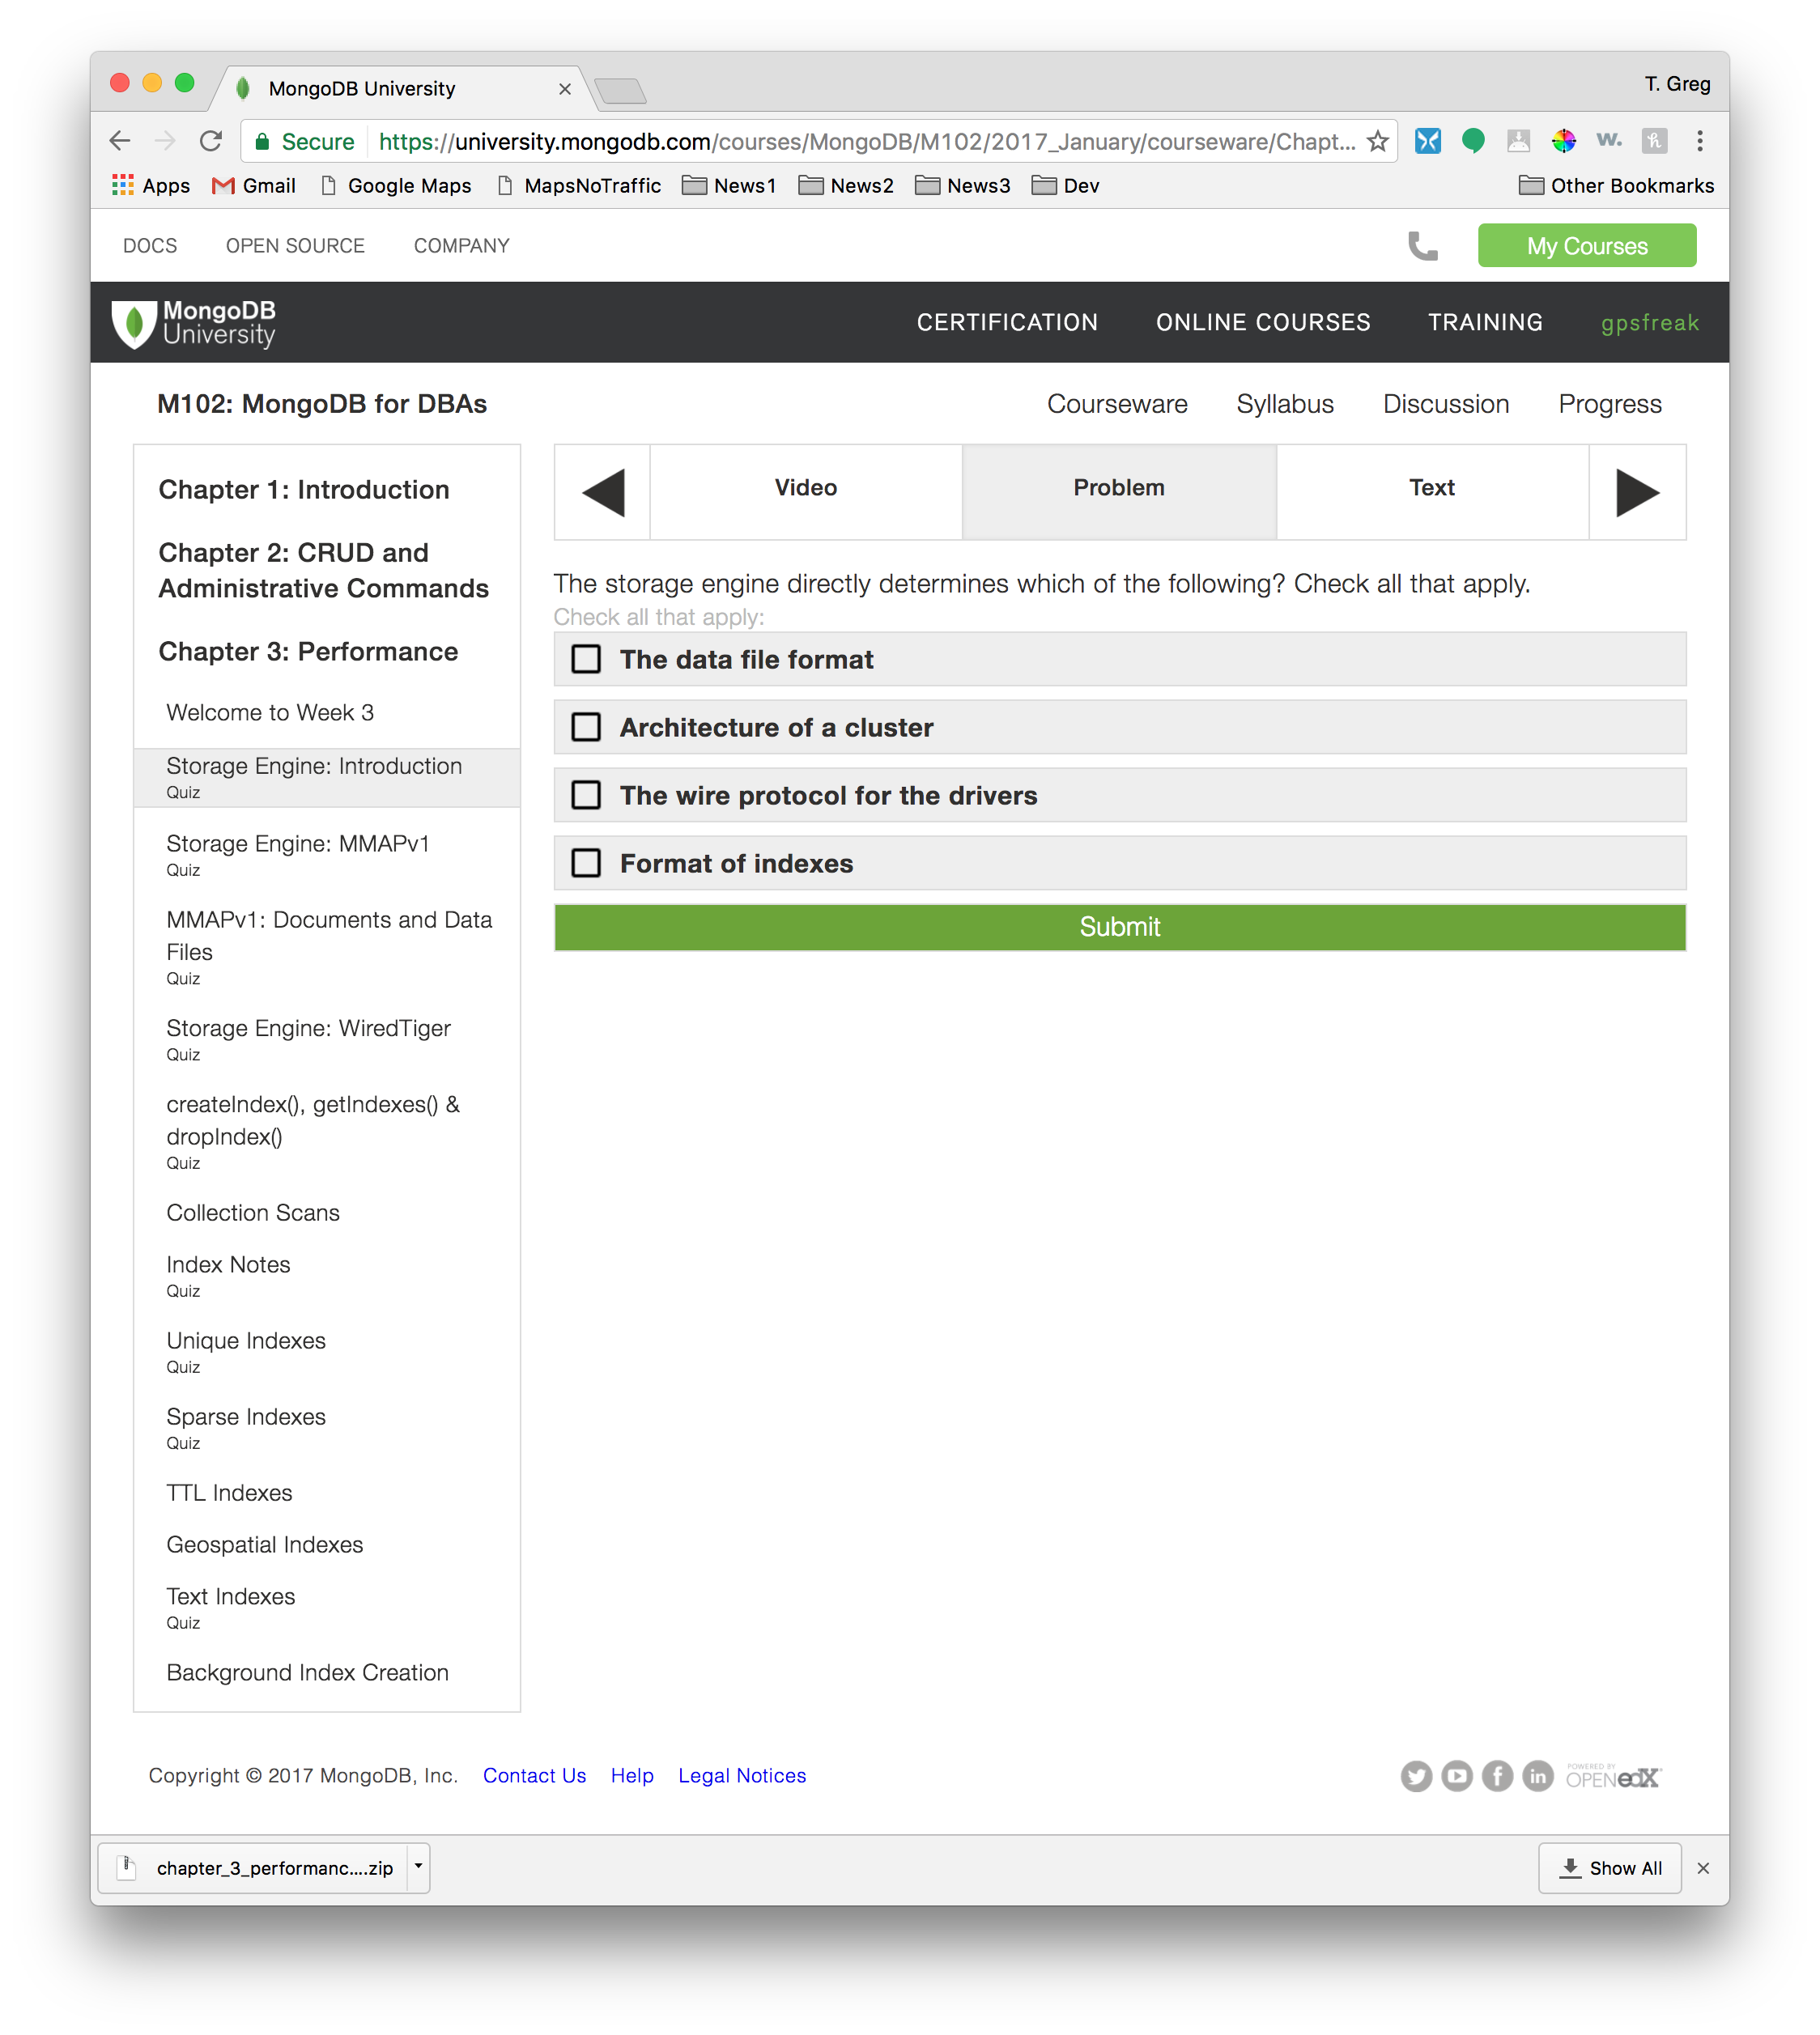 MongoDB University
T. Greg
Secure https://university.mongodb.com/courses/MongoDB/M102/2017_January/courseware/Chapt...
w.
Apps Gmail Google Maps MapsNoTraffic News1 News2 News3 Dev Other Bookmarks
DOCS OPEN SOURCE COMPANY My Courses
MongoDB University CERTIFICATION ONLINE COURSES TRAINING gpsfreak
M102: MongoDB for DBAs Courseware Syllabus Discussion Progress
Chapter 1: Introduction
Chapter 2: CRUD and
Administrative Commands
Chapter 3: Performance
Welcome to Week 3
Storage Engine: Introduction
Quiz
Storage Engine: MMAPv1
Quiz
MMAPv1: Documents and Data
Files
Quiz
Storage Engine: WiredTiger
Quiz
createIndex(), getIndexes() &
dropIndex()
Quiz
Collection Scans
Index Notes
Quiz
Unique Indexes
Quiz
Sparse Indexes
Quiz
TTL Indexes
Geospatial Indexes
Text Indexes
Quiz
Background Index Creation
Video Problem Text
The storage engine directly determines which of the following? Check all that apply.
Check all that apply:
The data file format
Architecture of a cluster
The wire protocol for the drivers
Format of indexes
Submit
Copyright © 2017 MongoDB, Inc. Contact Us Help Legal Notices
POWERED BY
OPEN edX
chapter_3_performanc....zip Show All